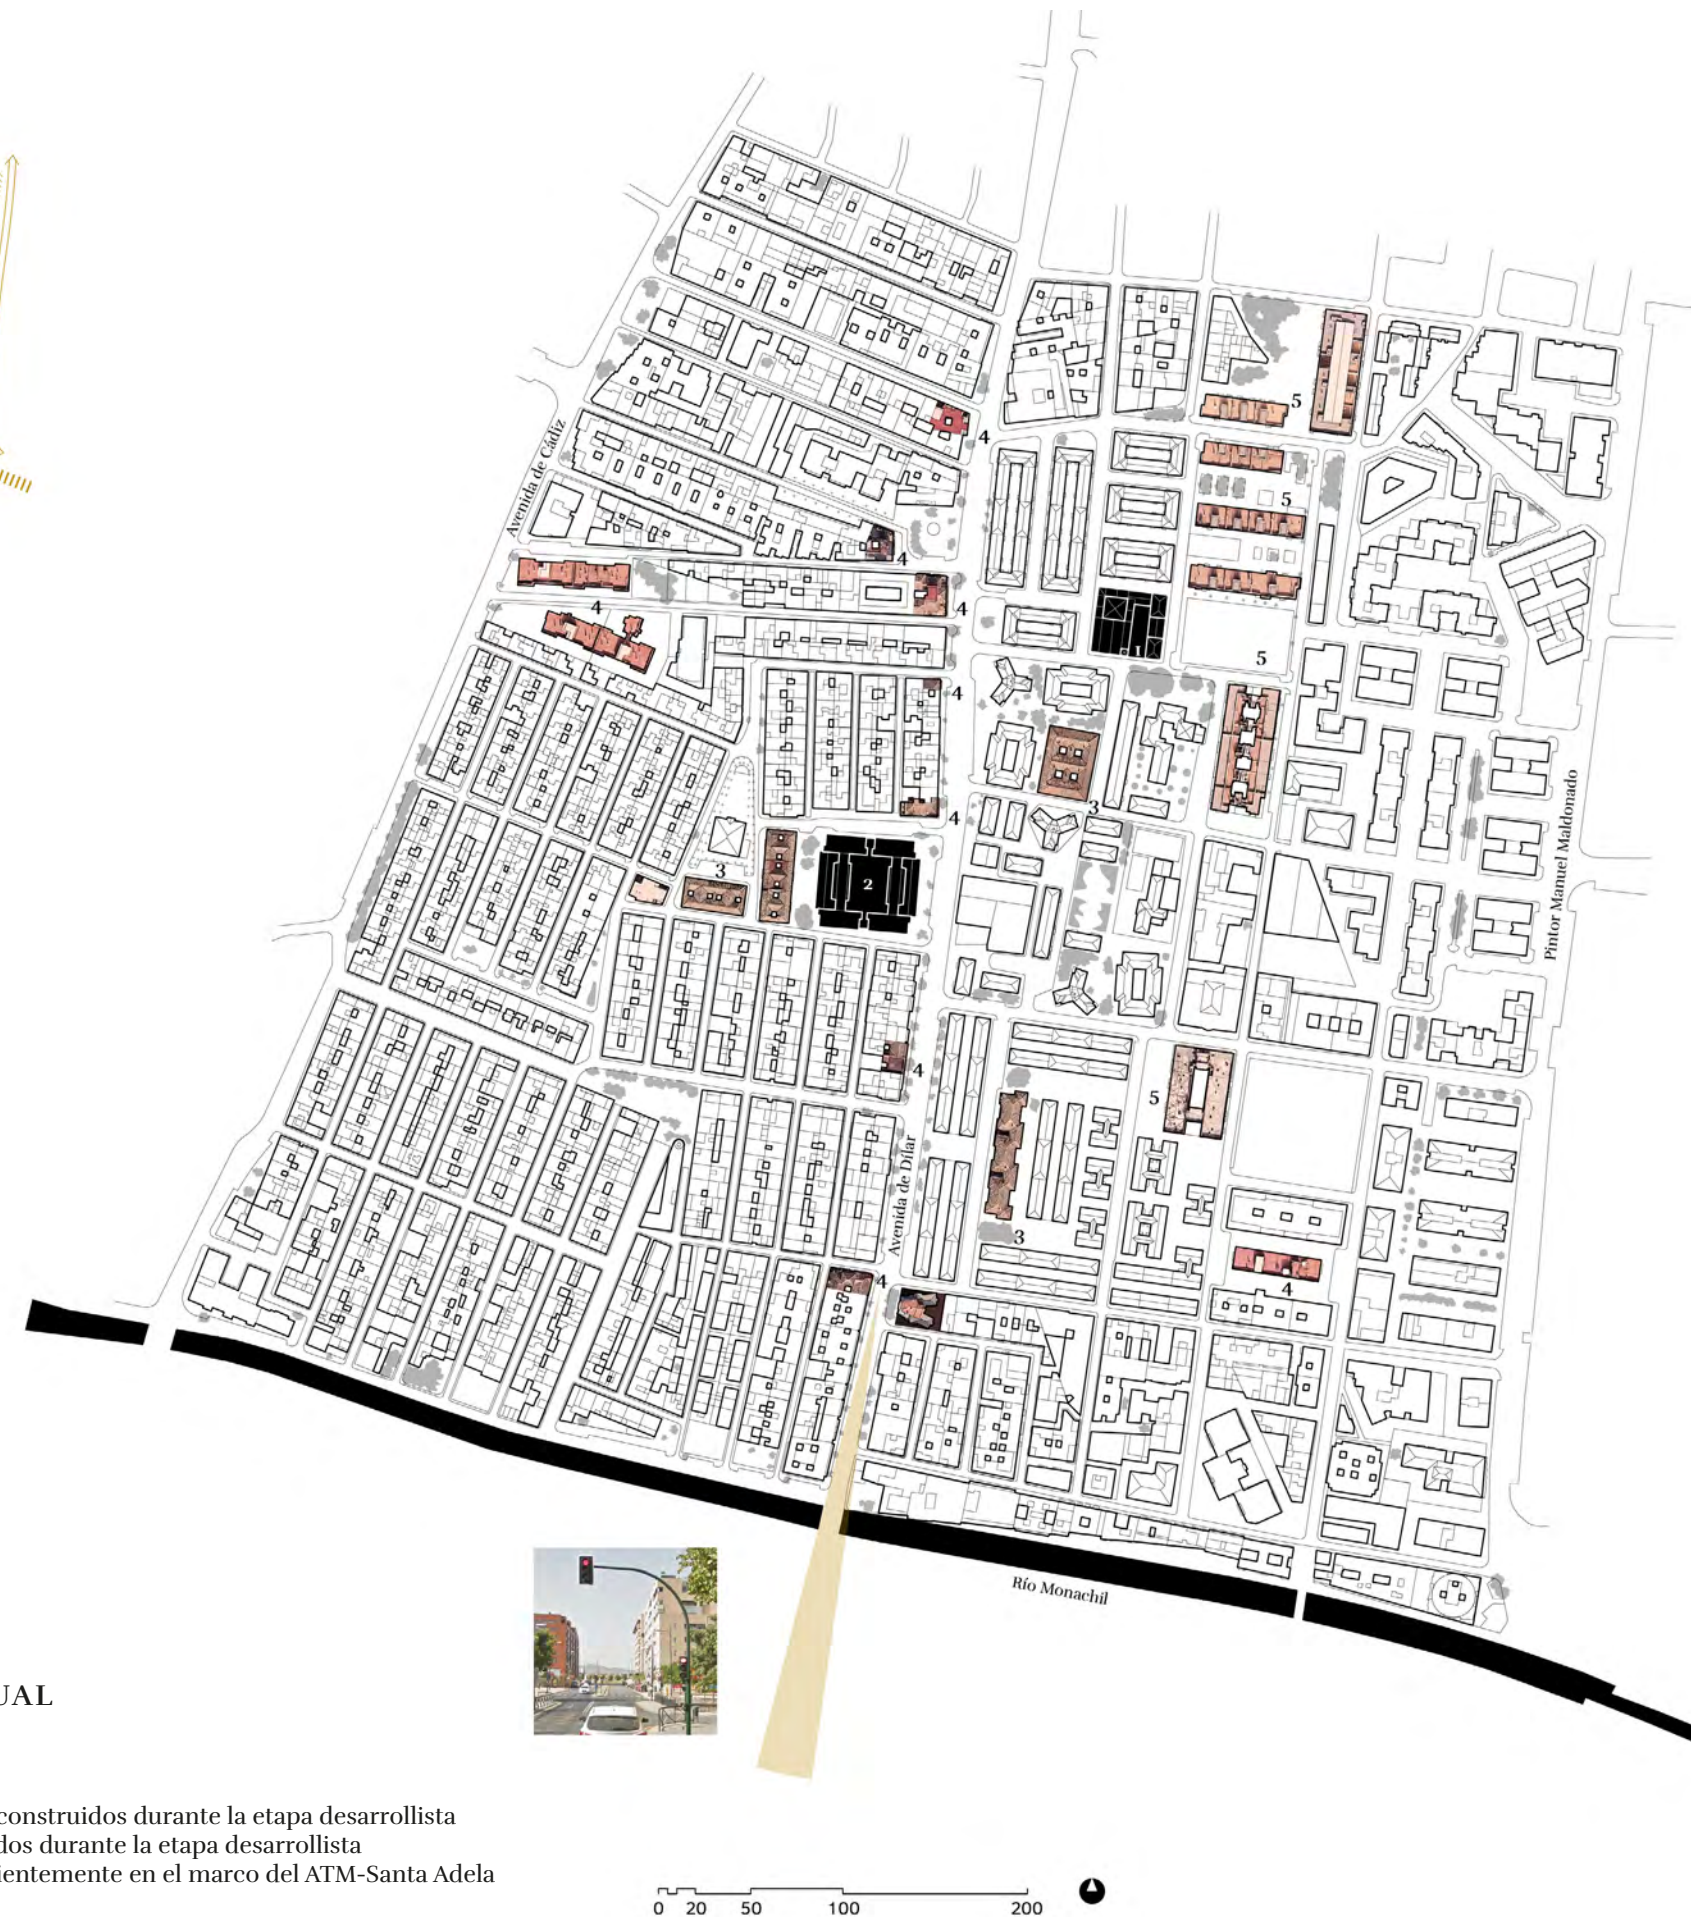 Avenida de Cádiz
4
5
5
4
4
4
1
5
4
3
4
3
2
Pintor Manuel Maldonado
4
5
Avenida de Dílar
3
4
4
Río Monachil
UAL
construidos durante la etapa desarrollista
dos durante la etapa desarrollista
ientemente en el marco del ATM-Santa Adela
0 20 50 100 200